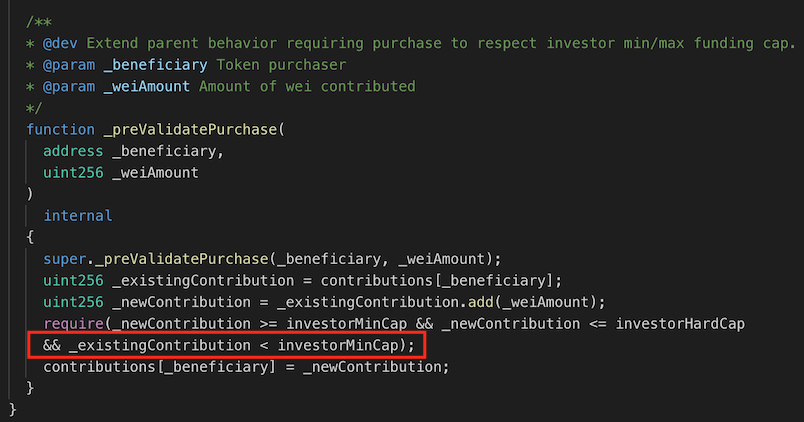 /**
* @dev Extend parent behavior requiring purchase to respect investor min/max funding cap.
* @param _beneficiary Token purchaser
* @param _weiAmount Amount of wei contributed
*/
function _preValidatePurchase(
address _beneficiary,
uint256 _weiAmount
)
internal
{
super._preValidatePurchase(_beneficiary, _weiAmount);
uint256 _existingContribution = contributions[_beneficiary];
uint256 _newContribution = _existingContribution.add(_weiAmount);
require(_newContribution >= investorMinCap && _newContribution <= investorHardCap
&& _existingContribution < investorMinCap);
contributions[_beneficiary] = _newContribution;
}
}